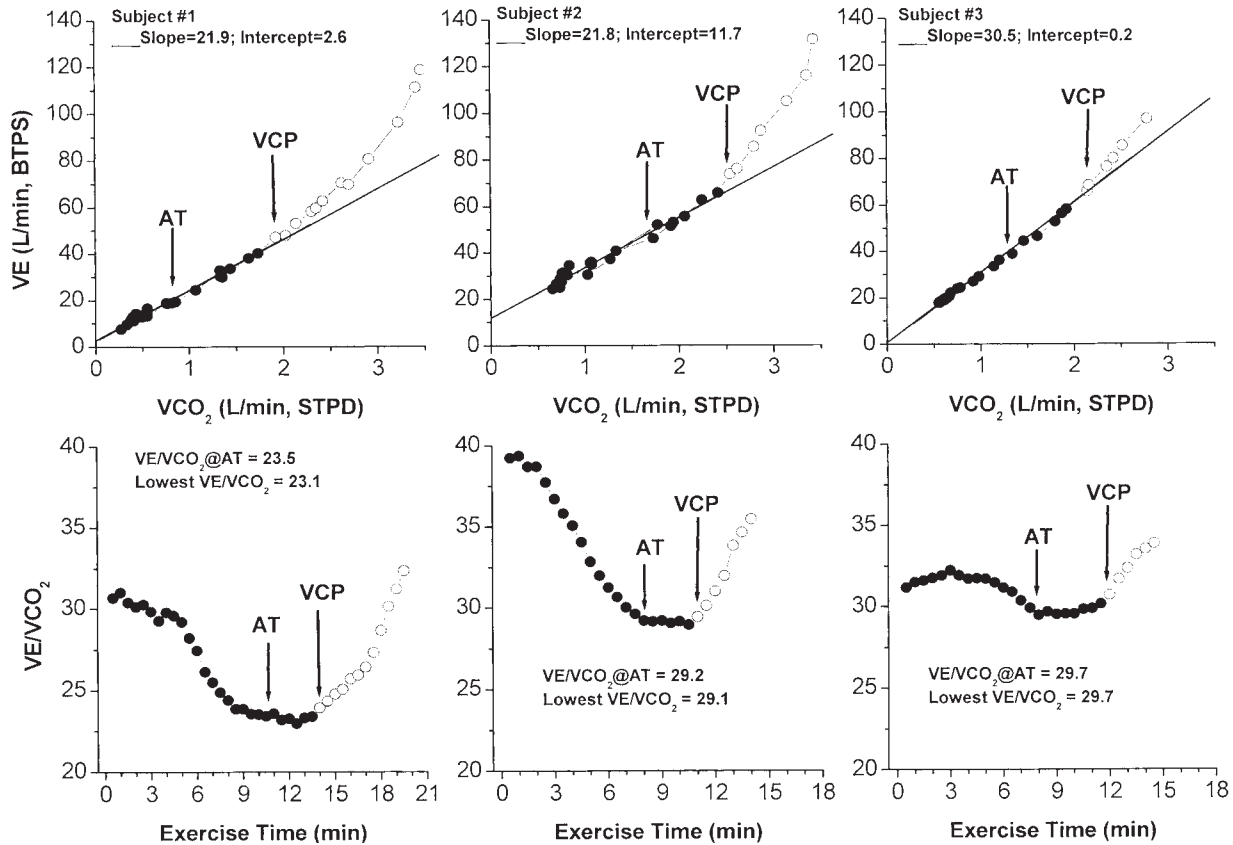 Subject #1
___Slope=21.9; Intercept=2.6
140
120
100
80
60
40
20
0
VE (L/min, BTPS)
AT
VCP
0 1 2 3
VCO₂ (L/min, STPD)
Subject #2
___Slope=21.8; Intercept=11.7
140
120
100
80
60
40
20
0
AT
VCP
0 1 2 3
VCO₂ (L/min, STPD)
Subject #3
___Slope=30.5; Intercept=0.2
140
120
100
80
60
40
20
0
AT
VCP
0 1 2 3
VCO₂ (L/min, STPD)
40
35
30
25
20
VE/VCO₂
VE/VCO₂@AT = 23.5
Lowest VE/VCO₂ = 23.1
AT
VCP
0 3 6 9 12 15 18 21
Exercise Time (min)
40
35
30
25
20
AT
VCP
VE/VCO₂@AT = 29.2
Lowest VE/VCO₂ = 29.1
0 3 6 9 12 15 18
Exercise Time (min)
40
35
30
25
20
AT
VCP
VE/VCO₂@AT = 29.7
Lowest VE/VCO₂ = 29.7
0 3 6 9 12 15 18
Exercise Time (min)